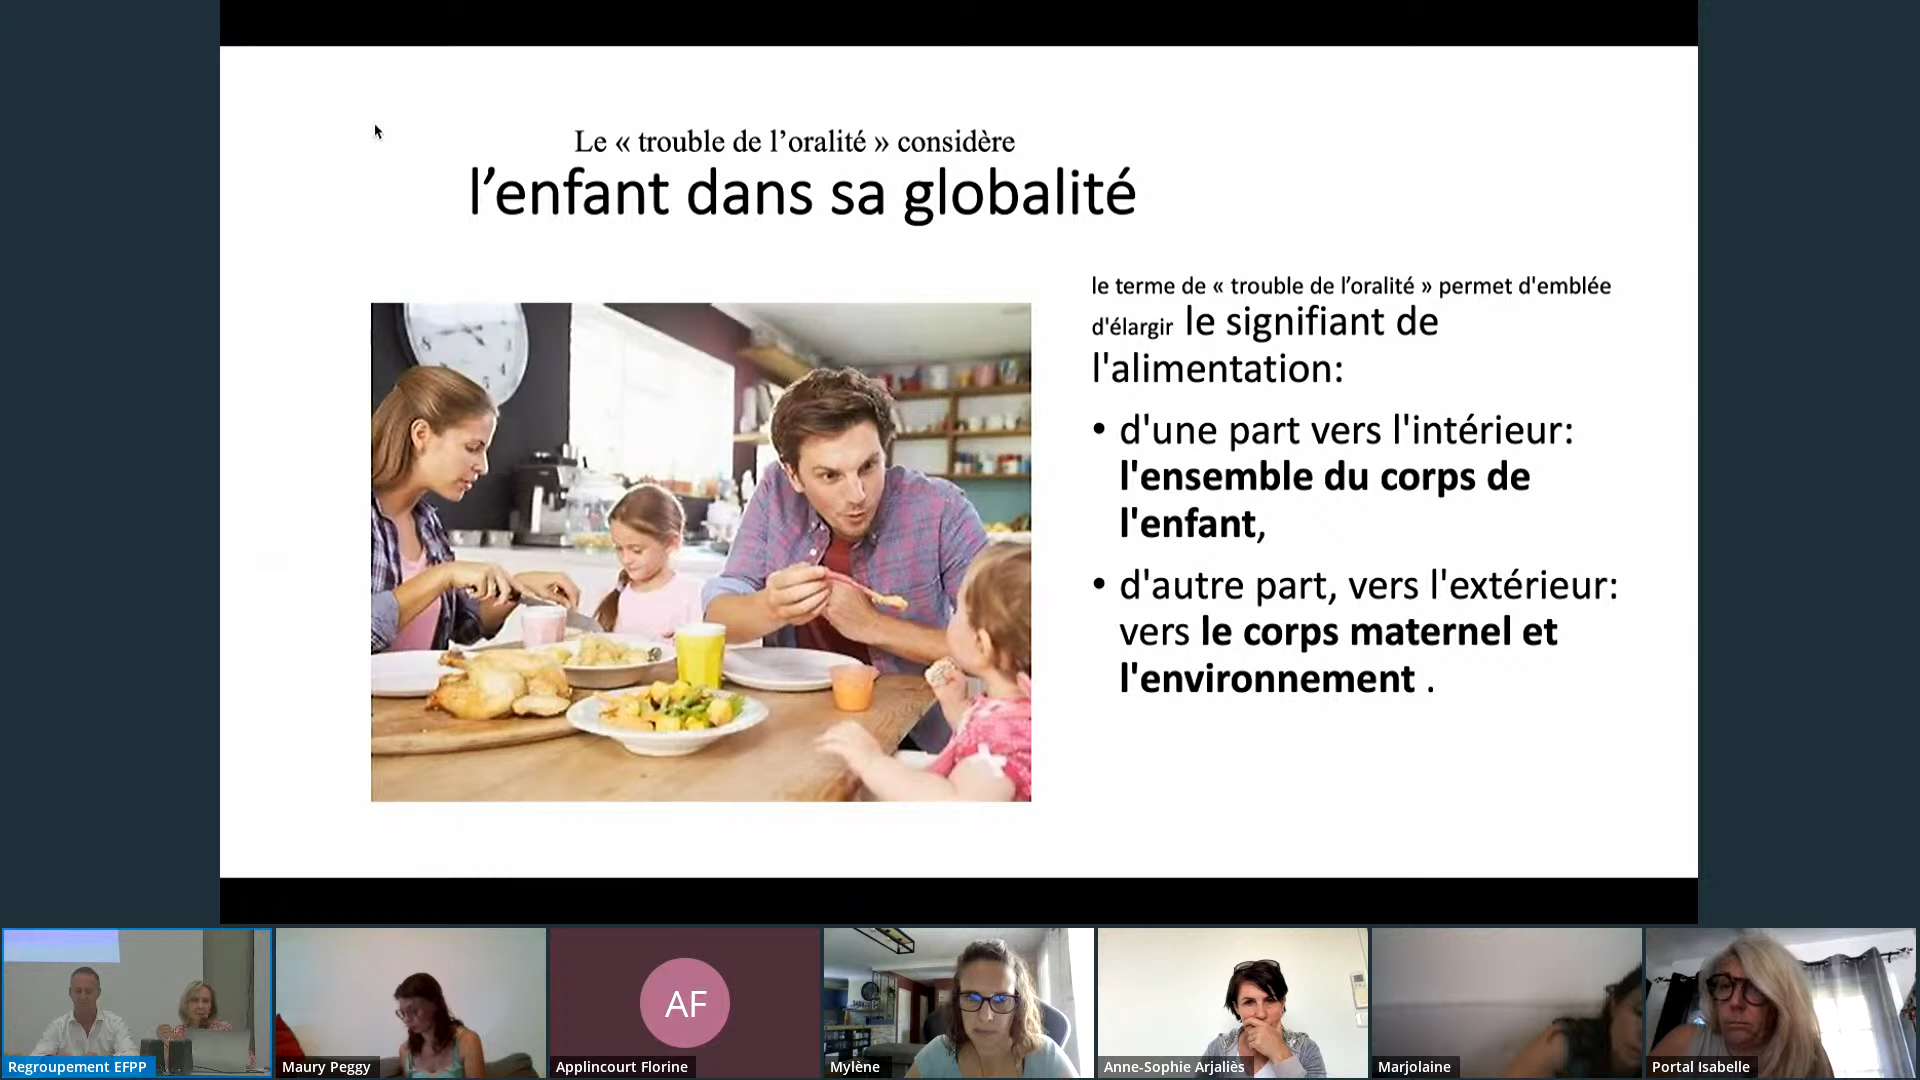 Le « trouble de l’oralité » considère
l’enfant dans sa globalité
le terme de « trouble de l’oralité » permet d'emblée
d'élargir le signifiant de
l'alimentation:
• d'une part vers l'intérieur:
l'ensemble du corps de
l'enfant,
• d'autre part, vers l'extérieur:
vers le corps maternel et
l'environnement .
AF
Regroupement EFPP
Maury Peggy
Applincourt Florine
Mylène
Anne-Sophie Arjaliès
Marjolaine
Portal Isabelle